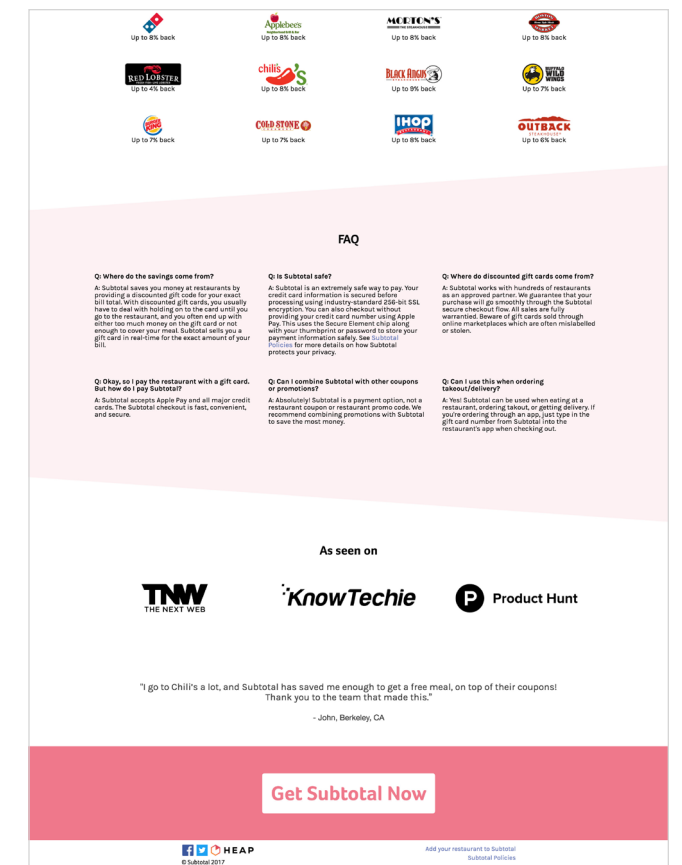 Applebee's MORTON'S
THE STEAKHOUSE
Up to 8% back Up to 8% back Up to 8% back Up to 8% back
RED LOBSTER chili's BLACK ANGUS BUFFALO WILD WINGS
Up to 4% back Up to 8% back Up to 9% back Up to 7% back
BURGER KING COLD STONE IHOP OUTBACK
CREAMERY RESTAURANT STEAKHOUSE
Up to 7% back Up to 7% back Up to 8% back Up to 6% back
FAQ
Q: Where do the savings come from?
A: Subtotal saves you money at restaurants by
providing a discounted gift code for your exact
bill total. With discounted gift cards, you usually
have to deal with holding on to the card until you
go to the restaurant, and you often end up with
either too much money on the gift card or not
enough to cover your meal. Subtotal sells you a
gift card in real-time for the exact amount of your
bill.
Q: Is Subtotal safe?
A: Subtotal is an extremely safe way to pay. Your
credit card information is secured before
processing using industry-standard 256-bit SSL
encryption. You can also checkout without
providing your credit card number using Apple
Pay. This uses the Secure Element chip along
with your thumbprint or password to store your
payment information safely. See Subtotal
Policies for more details on how Subtotal
protects your privacy.
Q: Where do discounted gift cards come from?
A: Subtotal works with hundreds of restaurants
as an approved partner. We guarantee that your
purchase will go smoothly through the Subtotal
secure checkout flow. All sales are fully
warrantied. Beware of gift cards sold through
online marketplaces which are often mislabelled
or stolen.
Q: Okay, so I pay the restaurant with a gift card.
But how do I pay Subtotal?
A: Subtotal accepts Apple Pay and all major credit
cards. The Subtotal checkout is fast, convenient,
and secure.
Q: Can I combine Subtotal with other coupons
or promotions?
A: Absolutely! Subtotal is a payment option, not a
restaurant coupon or restaurant promo code. We
recommend combining promotions with Subtotal
to save the most money.
Q: Can I use this when ordering
takeout/delivery?
A: Yes! Subtotal can be used when eating at a
restaurant, ordering takout, or getting delivery. If
you're ordering through an app, just type in the
gift card number from Subtotal into the
restaurant's app when checking out.
As seen on
TNW KnowTechie P Product Hunt
THE NEXT WEB
"I go to Chili's a lot, and Subtotal has saved me enough to get a free meal, on top of their coupons!
Thank you to the team that made this."
- John, Berkeley, CA
Get Subtotal Now
HEAP
© Subtotal 2017
Add your restaurant to Subtotal
Subtotal Policies